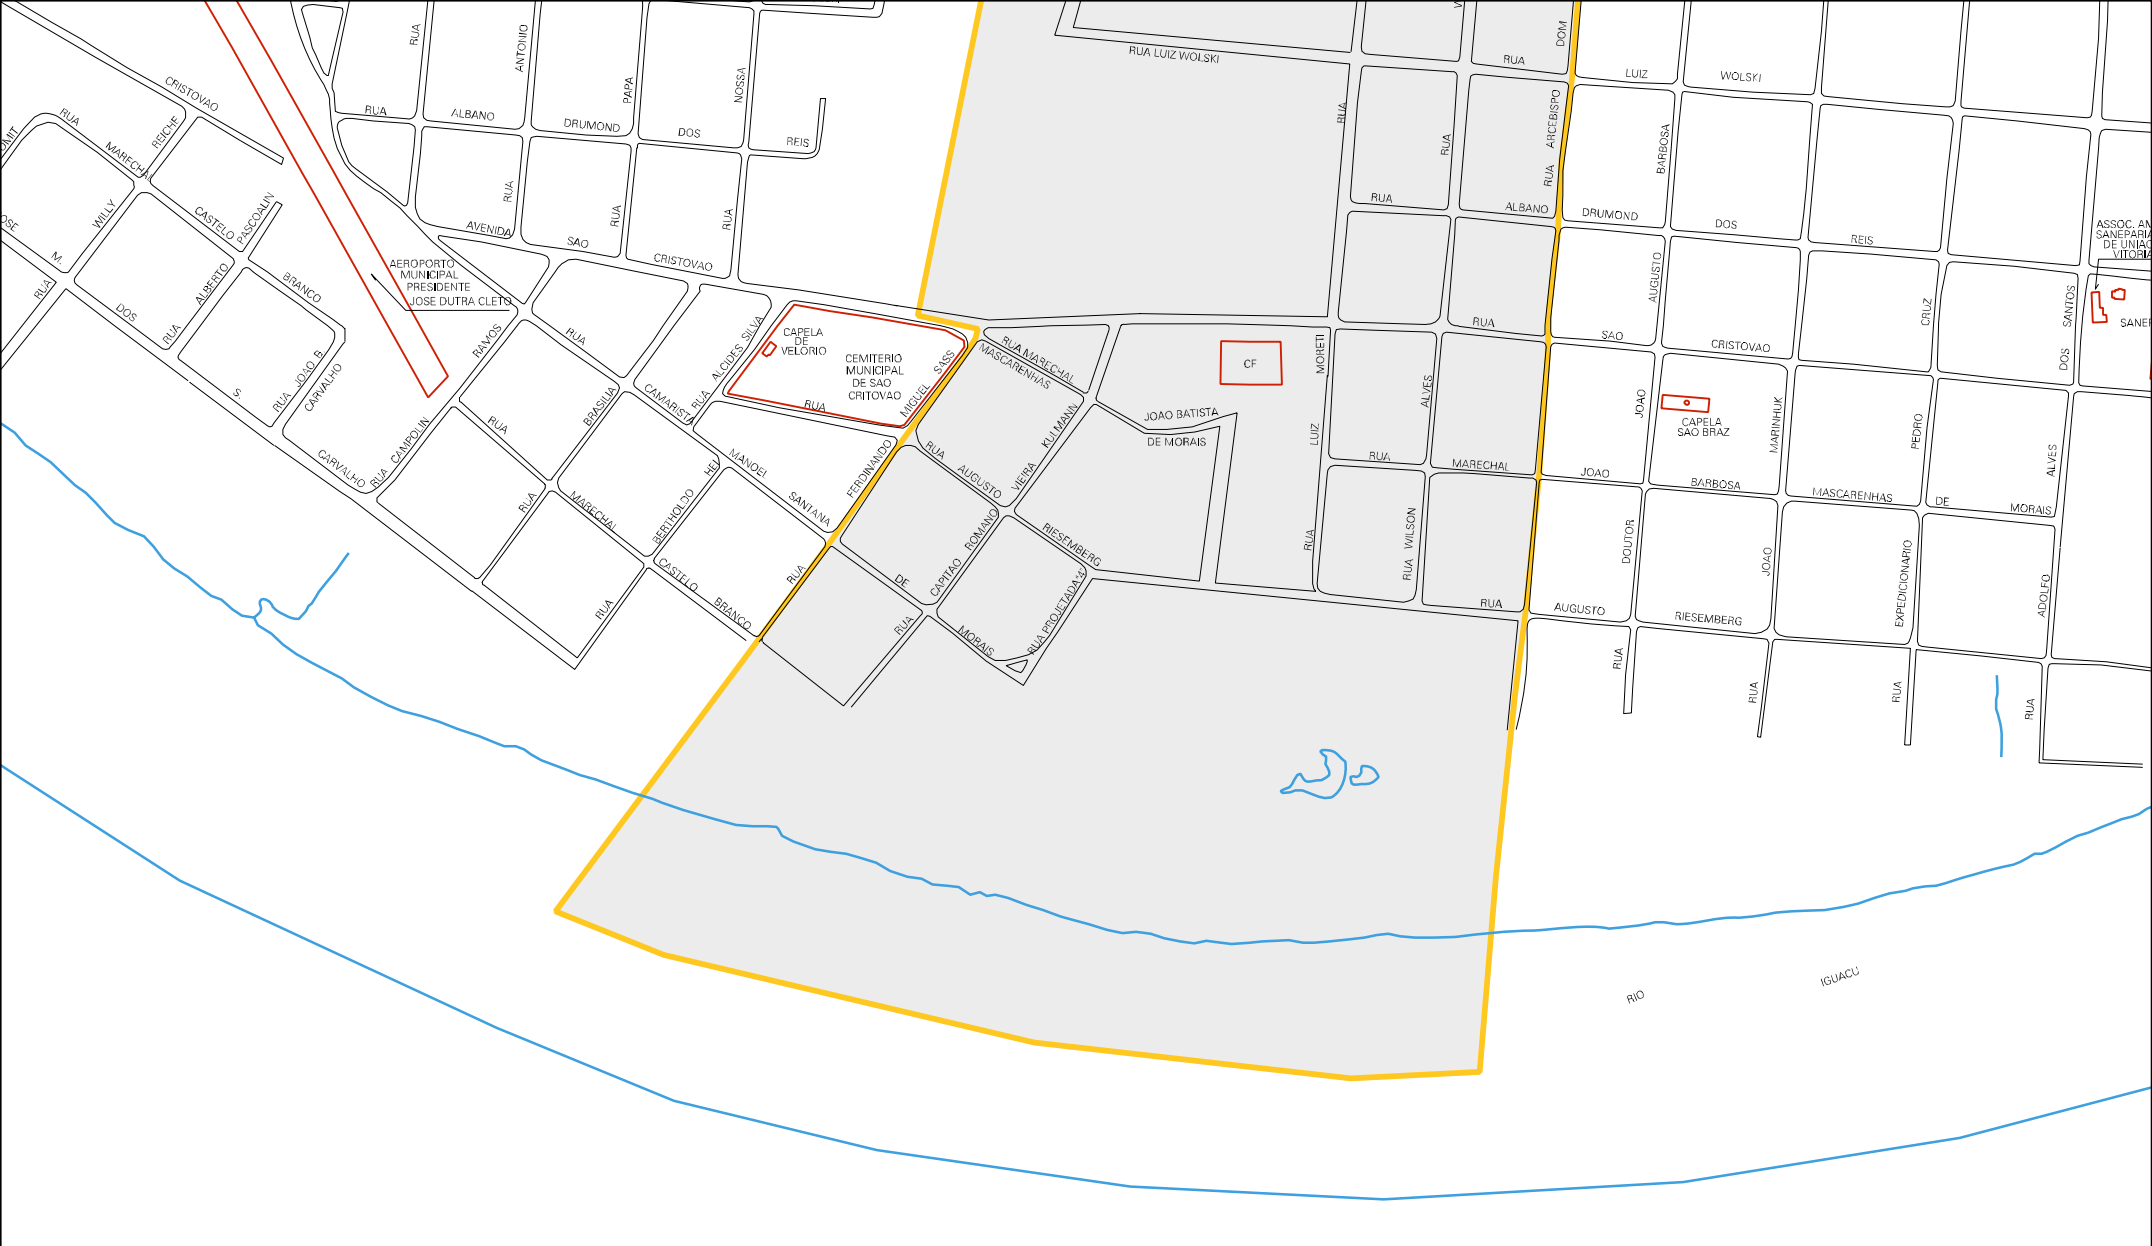 RUA
ANTONIO
PAPA
NOSSA
RUA
ALBANO
DRUMOND
DOS
REIS
CRISTOVAO
RUA
MARECHAL
REICHE
CASTELO
PASCOALIN
WILLY
M.
RUA
DOS
ALBERTO
RUA
BRANCO
S.
RUA
JOAO B.
CARVALHO
CARVALHO
RUA
CAMPOLIN
RAMOS
AEROPORTO
MUNICIPAL
PRESIDENTE
JOSE DUTRA CLETO
RUA
RUA
RUA
AVENIDA
SAO
CRISTOVAO
RUA
CAMARISTA
MANOEL
SANTANA
RUA
ALCIDES SILVA
BRASILIA
RUA
RUA
MARECHAL
CASTELO
BRANCO
BERTHOLDO
HEI
RUA
CAPELA
DE
VELORIO
CEMITERIO
MUNICIPAL
DE SAO
CRITOVAO
RUA
MIGUEL
SASS
FERDINANDO
RUA
RUA LUIZ WOLSKI
RUA
LUIZ
WOLSKI
DOM
ARCEBISPO
RUA
RUA
RUA
RUA
ALBANO
DRUMOND
DOS
REIS
RUA
SAO
CRISTOVAO
RUA MARECHAL
MASCARENHAS
JOAO BATISTA
DE MORAIS
KULMANN
VIEIRA
RUA
AUGUSTO
RIESEMBERG
ROMANO
CAPITAO
RUA
DE
MORAIS
RUA PROJETADA "4"
CF
MORETI
LUIZ
RUA
ALVES
WILSON
RUA
RUA
MARECHAL
JOAO
BARBOSA
MASCARENHAS
DE
MORAIS
RUA
AUGUSTO
RIESEMBERG
BARBOSA
AUGUSTO
JOAO
DOUTOR
RUA
CAPELA
SAO BRAZ
MARINHUK
JOAO
RUA
CRUZ
PEDRO
EXPEDICIONARIO
RUA
SANTOS
DOS
ALVES
ADOLFO
RUA
ASSOC. AM
SANEPARIA
DE UNIAO
VITORIA
SANEP
RIO
IGUACU